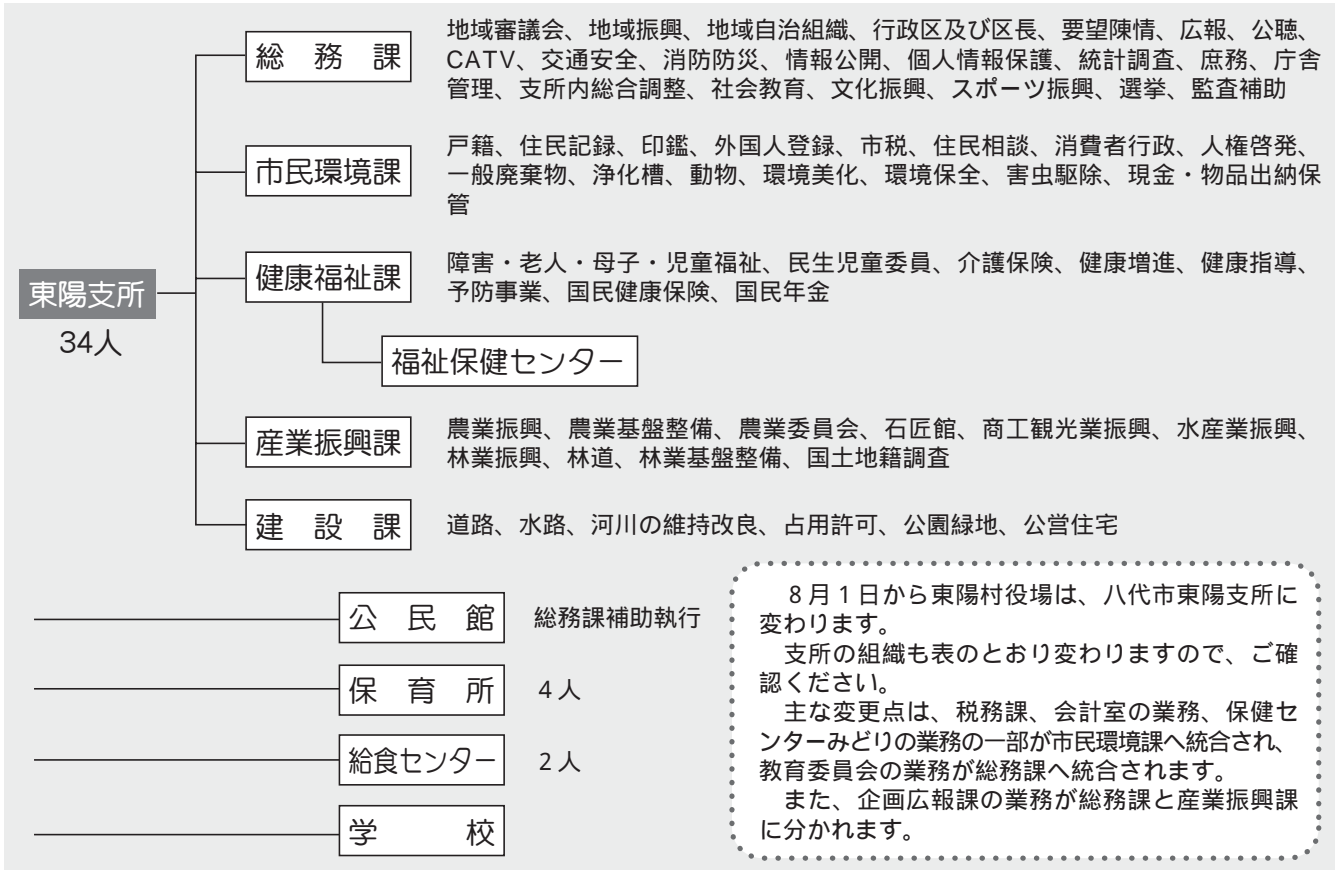 総務課
地域審議会、地域振興、地域自治組織、行政区及び区長、要望陳情、広報、公聴、
CATV、交通安全、消防防災、情報公開、個人情報保護、統計調査、庶務、庁舎
管理、支所内総合調整、社会教育、文化振興、スポーツ振興、選挙、監査補助
市民環境課
戸籍、住民記録、印鑑、外国人登録、市税、住民相談、消費者行政、人権啓発、
一般廃棄物、浄化槽、動物、環境美化、環境保全、害虫駆除、現金・物品出納保
管
東陽支所
34人
健康福祉課
障害・老人・母子・児童福祉、民生児童委員、介護保険、健康増進、健康指導、
予防事業、国民健康保険、国民年金
福祉保健センター
産業振興課
農業振興、農業基盤整備、農業委員会、石匠館、商工観光業振興、水産業振興、
林業振興、林道、林業基盤整備、国土地籍調査
建設課
道路、水路、河川の維持改良、占用許可、公園緑地、公営住宅
公民館
総務課補助執行
保育所
4人
給食センター
2人
学校
8月1日から東陽村役場は、八代市東陽支所に
変わります。
支所の組織も表のとおり変わりますので、ご確
認ください。
主な変更点は、税務課、会計室の業務、保健セ
ンターみどりの業務の一部が市民環境課へ統合され、
教育委員会の業務が総務課へ統合されます。
また、企画広報課の業務が総務課と産業振興課
に分かれます。